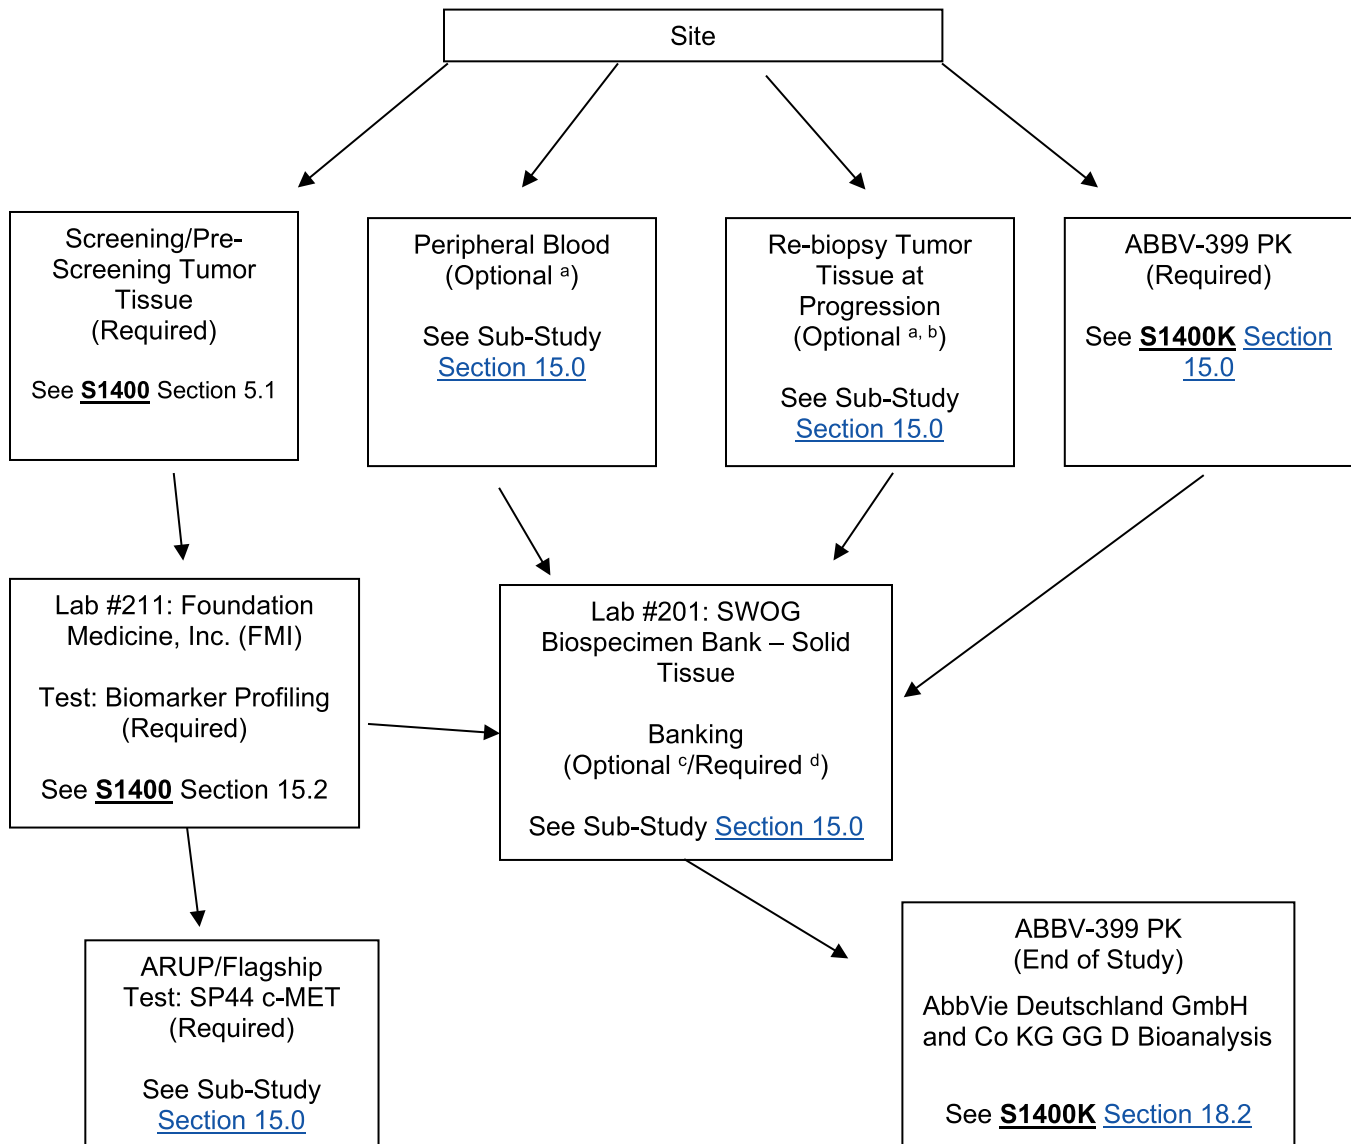 Site
Screening/Pre-
Screening Tumor
Tissue
(Required)
See S1400 Section 5.1
Peripheral Blood
(Optional a)
See Sub-Study
Section 15.0
Re-biopsy Tumor
Tissue at
Progression
(Optional a, b)
See Sub-Study
Section 15.0
ABBV-399 PK
(Required)
See S1400K Section
15.0
Lab #211: Foundation
Medicine, Inc. (FMI)
Test: Biomarker Profiling
(Required)
See S1400 Section 15.2
Lab #201: SWOG
Biospecimen Bank – Solid
Tissue
Banking
(Optional c/Required d)
See Sub-Study Section 15.0
ARUP/Flagship
Test: SP44 c-MET
(Required)
See Sub-Study
Section 15.0
ABBV-399 PK
(End of Study)
AbbVie Deutschland GmbH
and Co KG GG D Bioanalysis
See S1400K Section 18.2